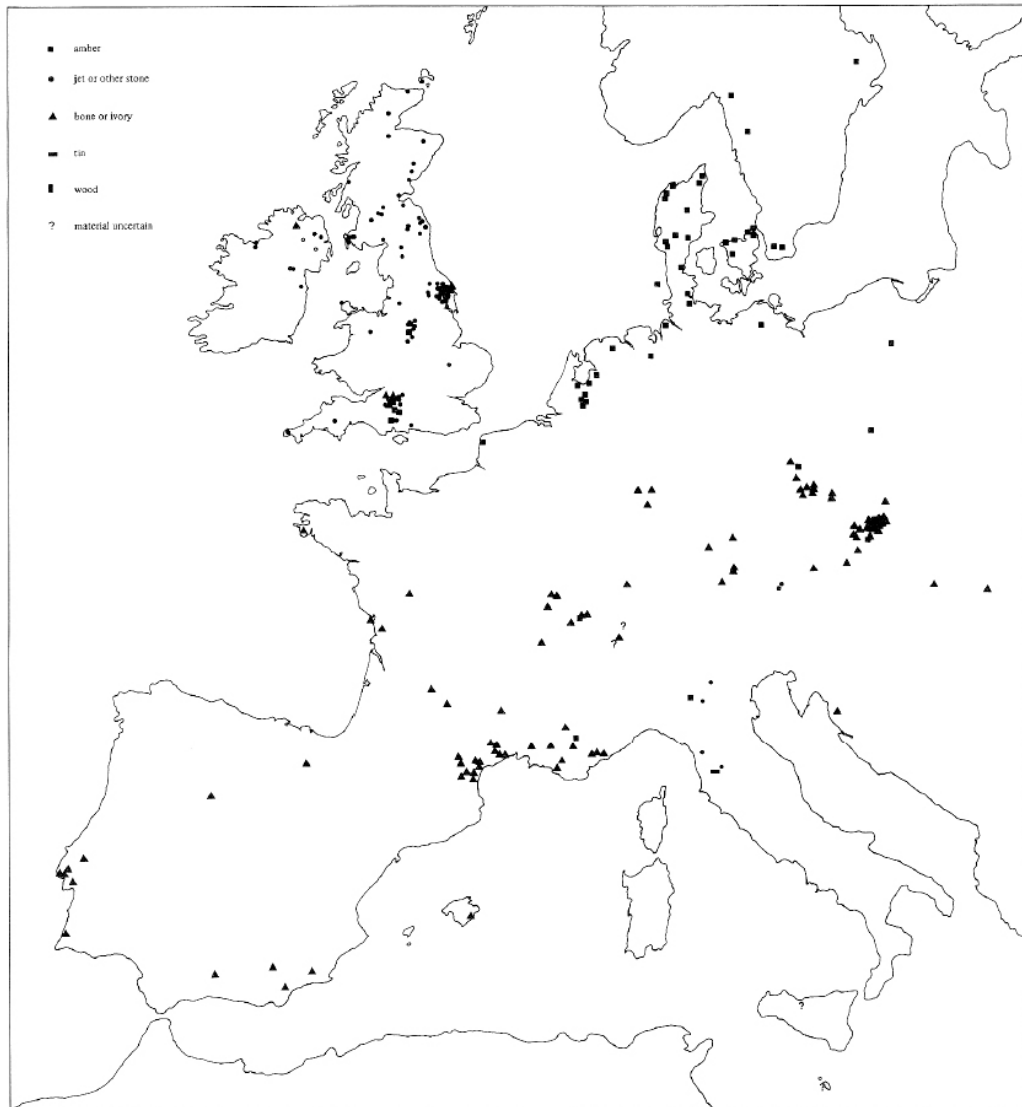 amber
jet or other stone
bone or ivory
tin
wood
? material uncertain
?
?